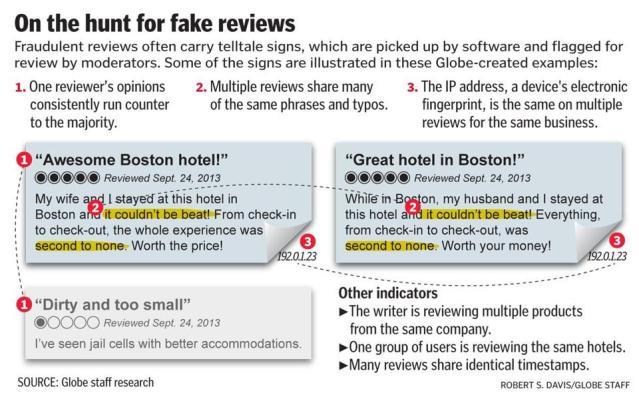 On the hunt for fake reviews
Fraudulent reviews often carry telltale signs, which are picked up by software and flagged for
review by moderators. Some of the signs are illustrated in these Globe-created examples:
1. One reviewer's opinions
consistently run counter
to the majority.
2. Multiple reviews share many
of the same phrases and typos.
3. The IP address, a device's electronic
fingerprint, is the same on multiple
reviews for the same business.
1 "Awesome Boston hotel!"
Reviewed Sept. 24, 2013
My wife and I stayed at this hotel in
2
Boston and it couldn't be beat! From check-in
to check-out, the whole experience was
second to none. Worth the price!
3
192.0.1.23
"Great hotel in Boston!"
Reviewed Sept. 24, 2013
While in Boston, my husband and I stayed at
2
this hotel and it couldn't be beat! Everything,
from check-in to check-out, was
second to none. Worth your money!
3
192.0.1.23
1 "Dirty and too small"
Reviewed Sept. 24, 2013
I've seen jail cells with better accommodations.
Other indicators
►The writer is reviewing multiple products
from the same company.
►One group of users is reviewing the same hotels.
►Many reviews share identical timestamps.
SOURCE: Globe staff research
ROBERT S. DAVIS/GLOBE STAFF